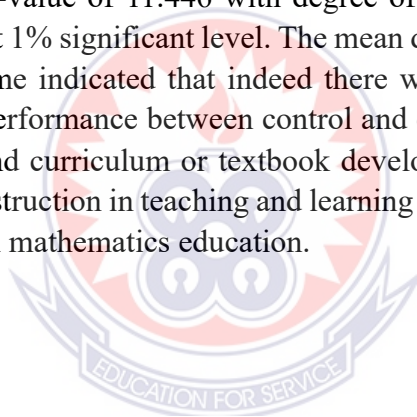 -value of 11.446 with degree of
t 1% significant level. The mean
me indicated that indeed there w
erformance between control and
nd curriculum or textbook develo
struction in teaching and learning
mathematics education.
EDUCATION FOR SERVICE